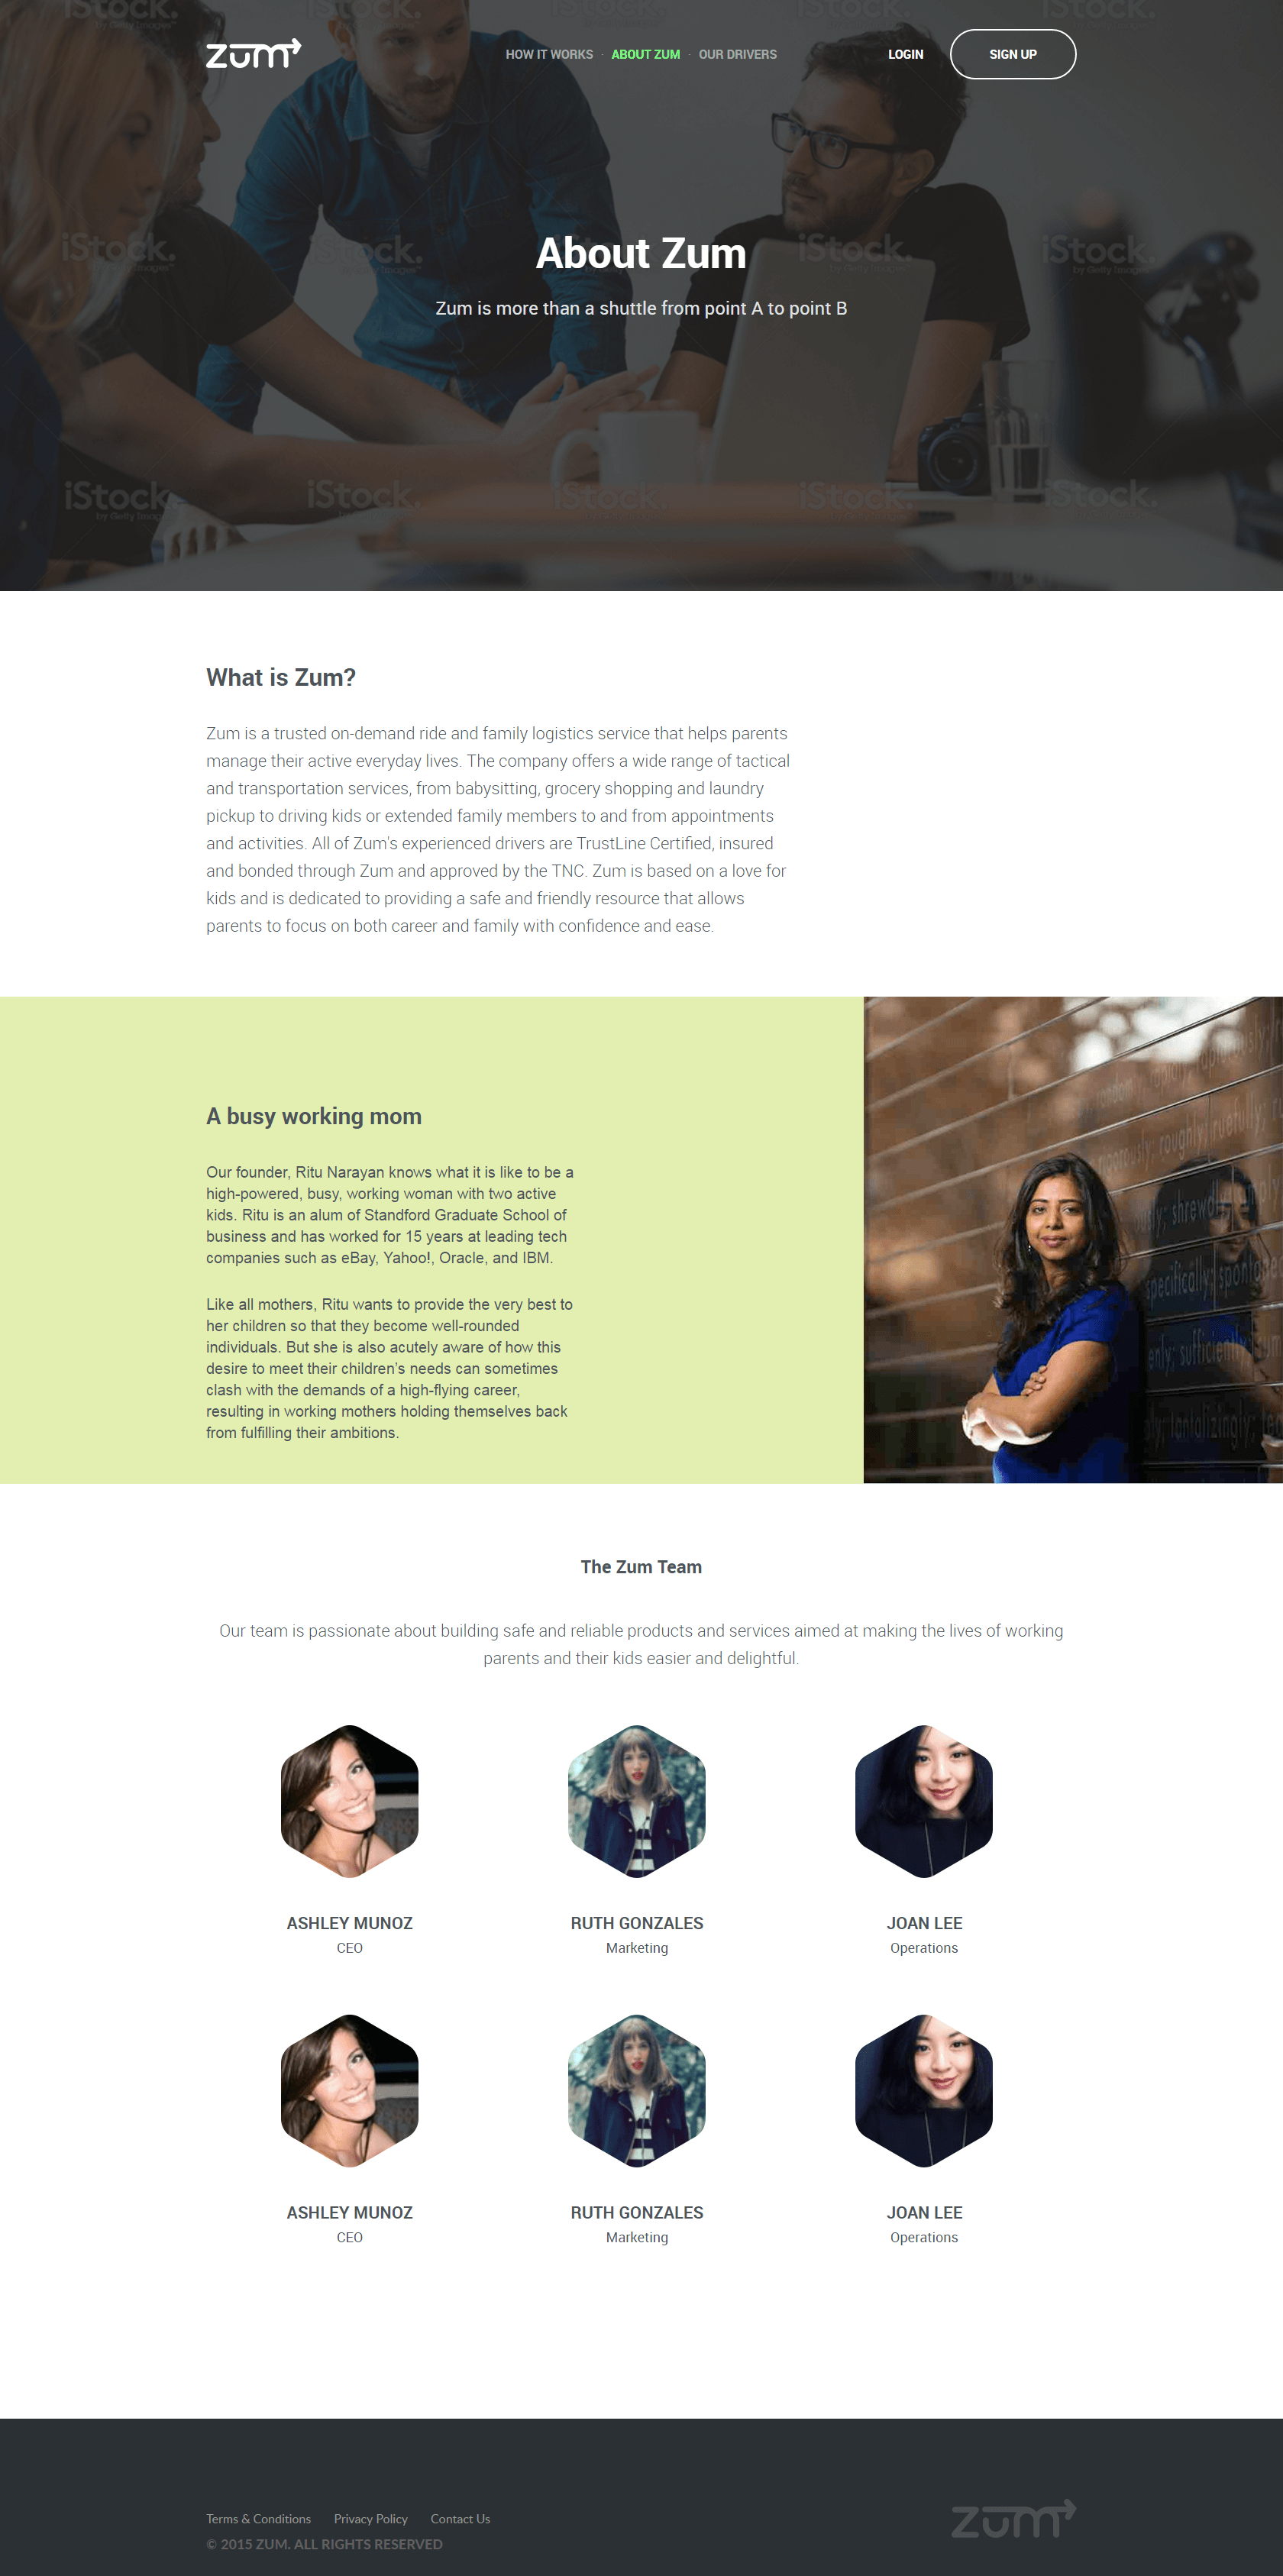 zum
HOW IT WORKS · ABOUT ZUM · OUR DRIVERS
LOGIN
SIGN UP
About Zum
Zum is more than a shuttle from point A to point B
iStock.
by Getty Images™
What is Zum?
Zum is a trusted on-demand ride and family logistics service that helps parents
manage their active everyday lives. The company offers a wide range of tactical
and transportation services, from babysitting, grocery shopping and laundry
pickup to driving kids or extended family members to and from appointments
and activities. All of Zum's experienced drivers are TrustLine Certified, insured
and bonded through Zum and approved by the TNC. Zum is based on a love for
kids and is dedicated to providing a safe and friendly resource that allows
parents to focus on both career and family with confidence and ease.
A busy working mom
Our founder, Ritu Narayan knows what it is like to be a
high-powered, busy, working woman with two active
kids. Ritu is an alum of Standford Graduate School of
business and has worked for 15 years at leading tech
companies such as eBay, Yahoo!, Oracle, and IBM.
Like all mothers, Ritu wants to provide the very best to
her children so that they become well-rounded
individuals. But she is also acutely aware of how this
desire to meet their children’s needs can sometimes
clash with the demands of a high-flying career,
resulting in working mothers holding themselves back
from fulfilling their ambitions.
The Zum Team
Our team is passionate about building safe and reliable products and services aimed at making the lives of working
parents and their kids easier and delightful.
ASHLEY MUNOZ
CEO
RUTH GONZALES
Marketing
JOAN LEE
Operations
ASHLEY MUNOZ
CEO
RUTH GONZALES
Marketing
JOAN LEE
Operations
Terms & Conditions
Privacy Policy
Contact Us
© 2015 ZUM. ALL RIGHTS RESERVED
zum